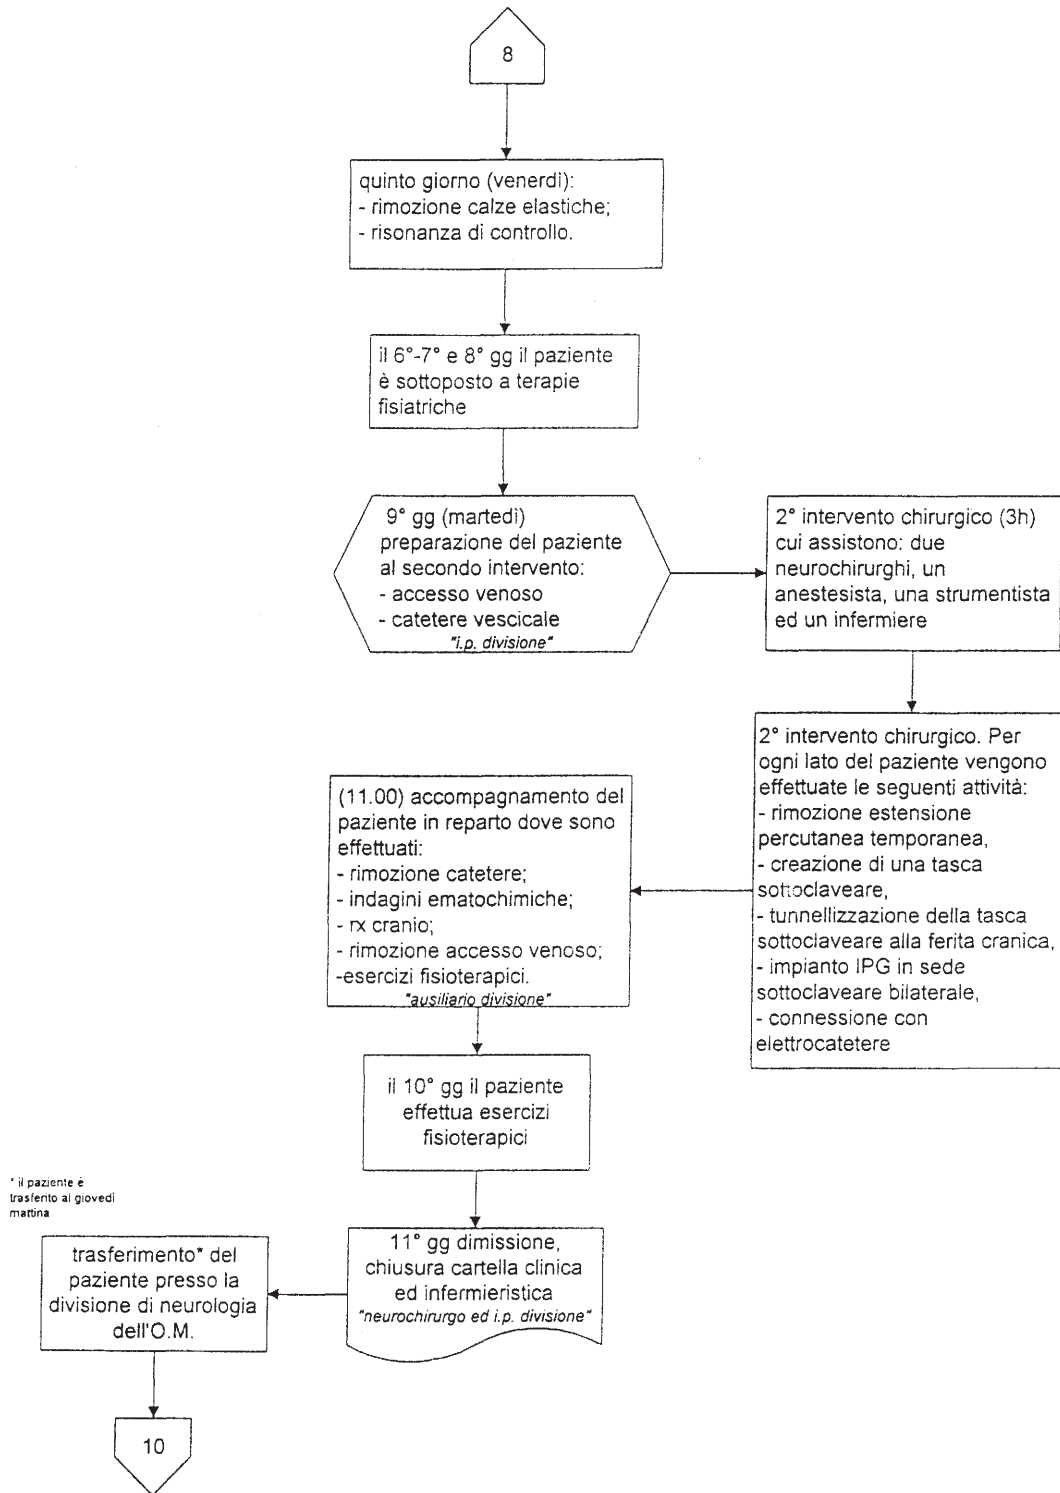 8
quinto giorno (venerdì):
- rimozione calze elastiche;
- risonanza di controllo.
il 6°-7° e 8° gg il paziente
è sottoposto a terapie
fisiatriche
9° gg (martedì)
preparazione del paziente
al secondo intervento:
- accesso venoso
- catetere vescicale
"i.p. divisione"
2° intervento chirurgico (3h)
cui assistono: due
neurochirurghi, un
anestesista, una strumentista
ed un infermiere
2° intervento chirurgico. Per
ogni lato del paziente vengono
effettuate le seguenti attività:
- rimozione estensione
percutanea temporanea,
- creazione di una tasca
sottoclaveare,
- tunnellizzazione della tasca
sottoclaveare alla ferita cranica,
- impianto IPG in sede
sottoclaveare bilaterale,
- connessione con
elettrocatetere
(11.00) accompagnamento del
paziente in reparto dove sono
effettuati:
- rimozione catetere;
- indagini ematochimiche;
- rx cranio;
- rimozione accesso venoso;
-esercizi fisioterapici.
"ausiliario divisione"
il 10° gg il paziente
effettua esercizi
fisioterapici
11° gg dimissione,
chiusura cartella clinica
ed infermieristica
"neurochirurgo ed i.p. divisione"
* il paziente è
trasferito al giovedì
mattina
trasferimento* del
paziente presso la
divisione di neurologia
dell'O.M.
10